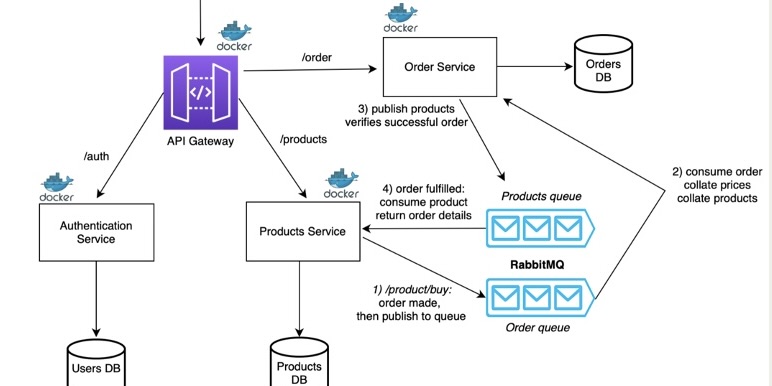 docker
docker
/order
Order Service
Orders
DB
</>
API Gateway
3) publish products
verifies successful order
/products
/auth
docker
docker
2) consume order
collate prices
collate products
4) order fulfilled:
consume product
return order details
Products queue
Authentication
Service
Products Service
RabbitMQ
1) /product/buy:
order made,
then publish to queue
Order queue
Users DB
Products
DB